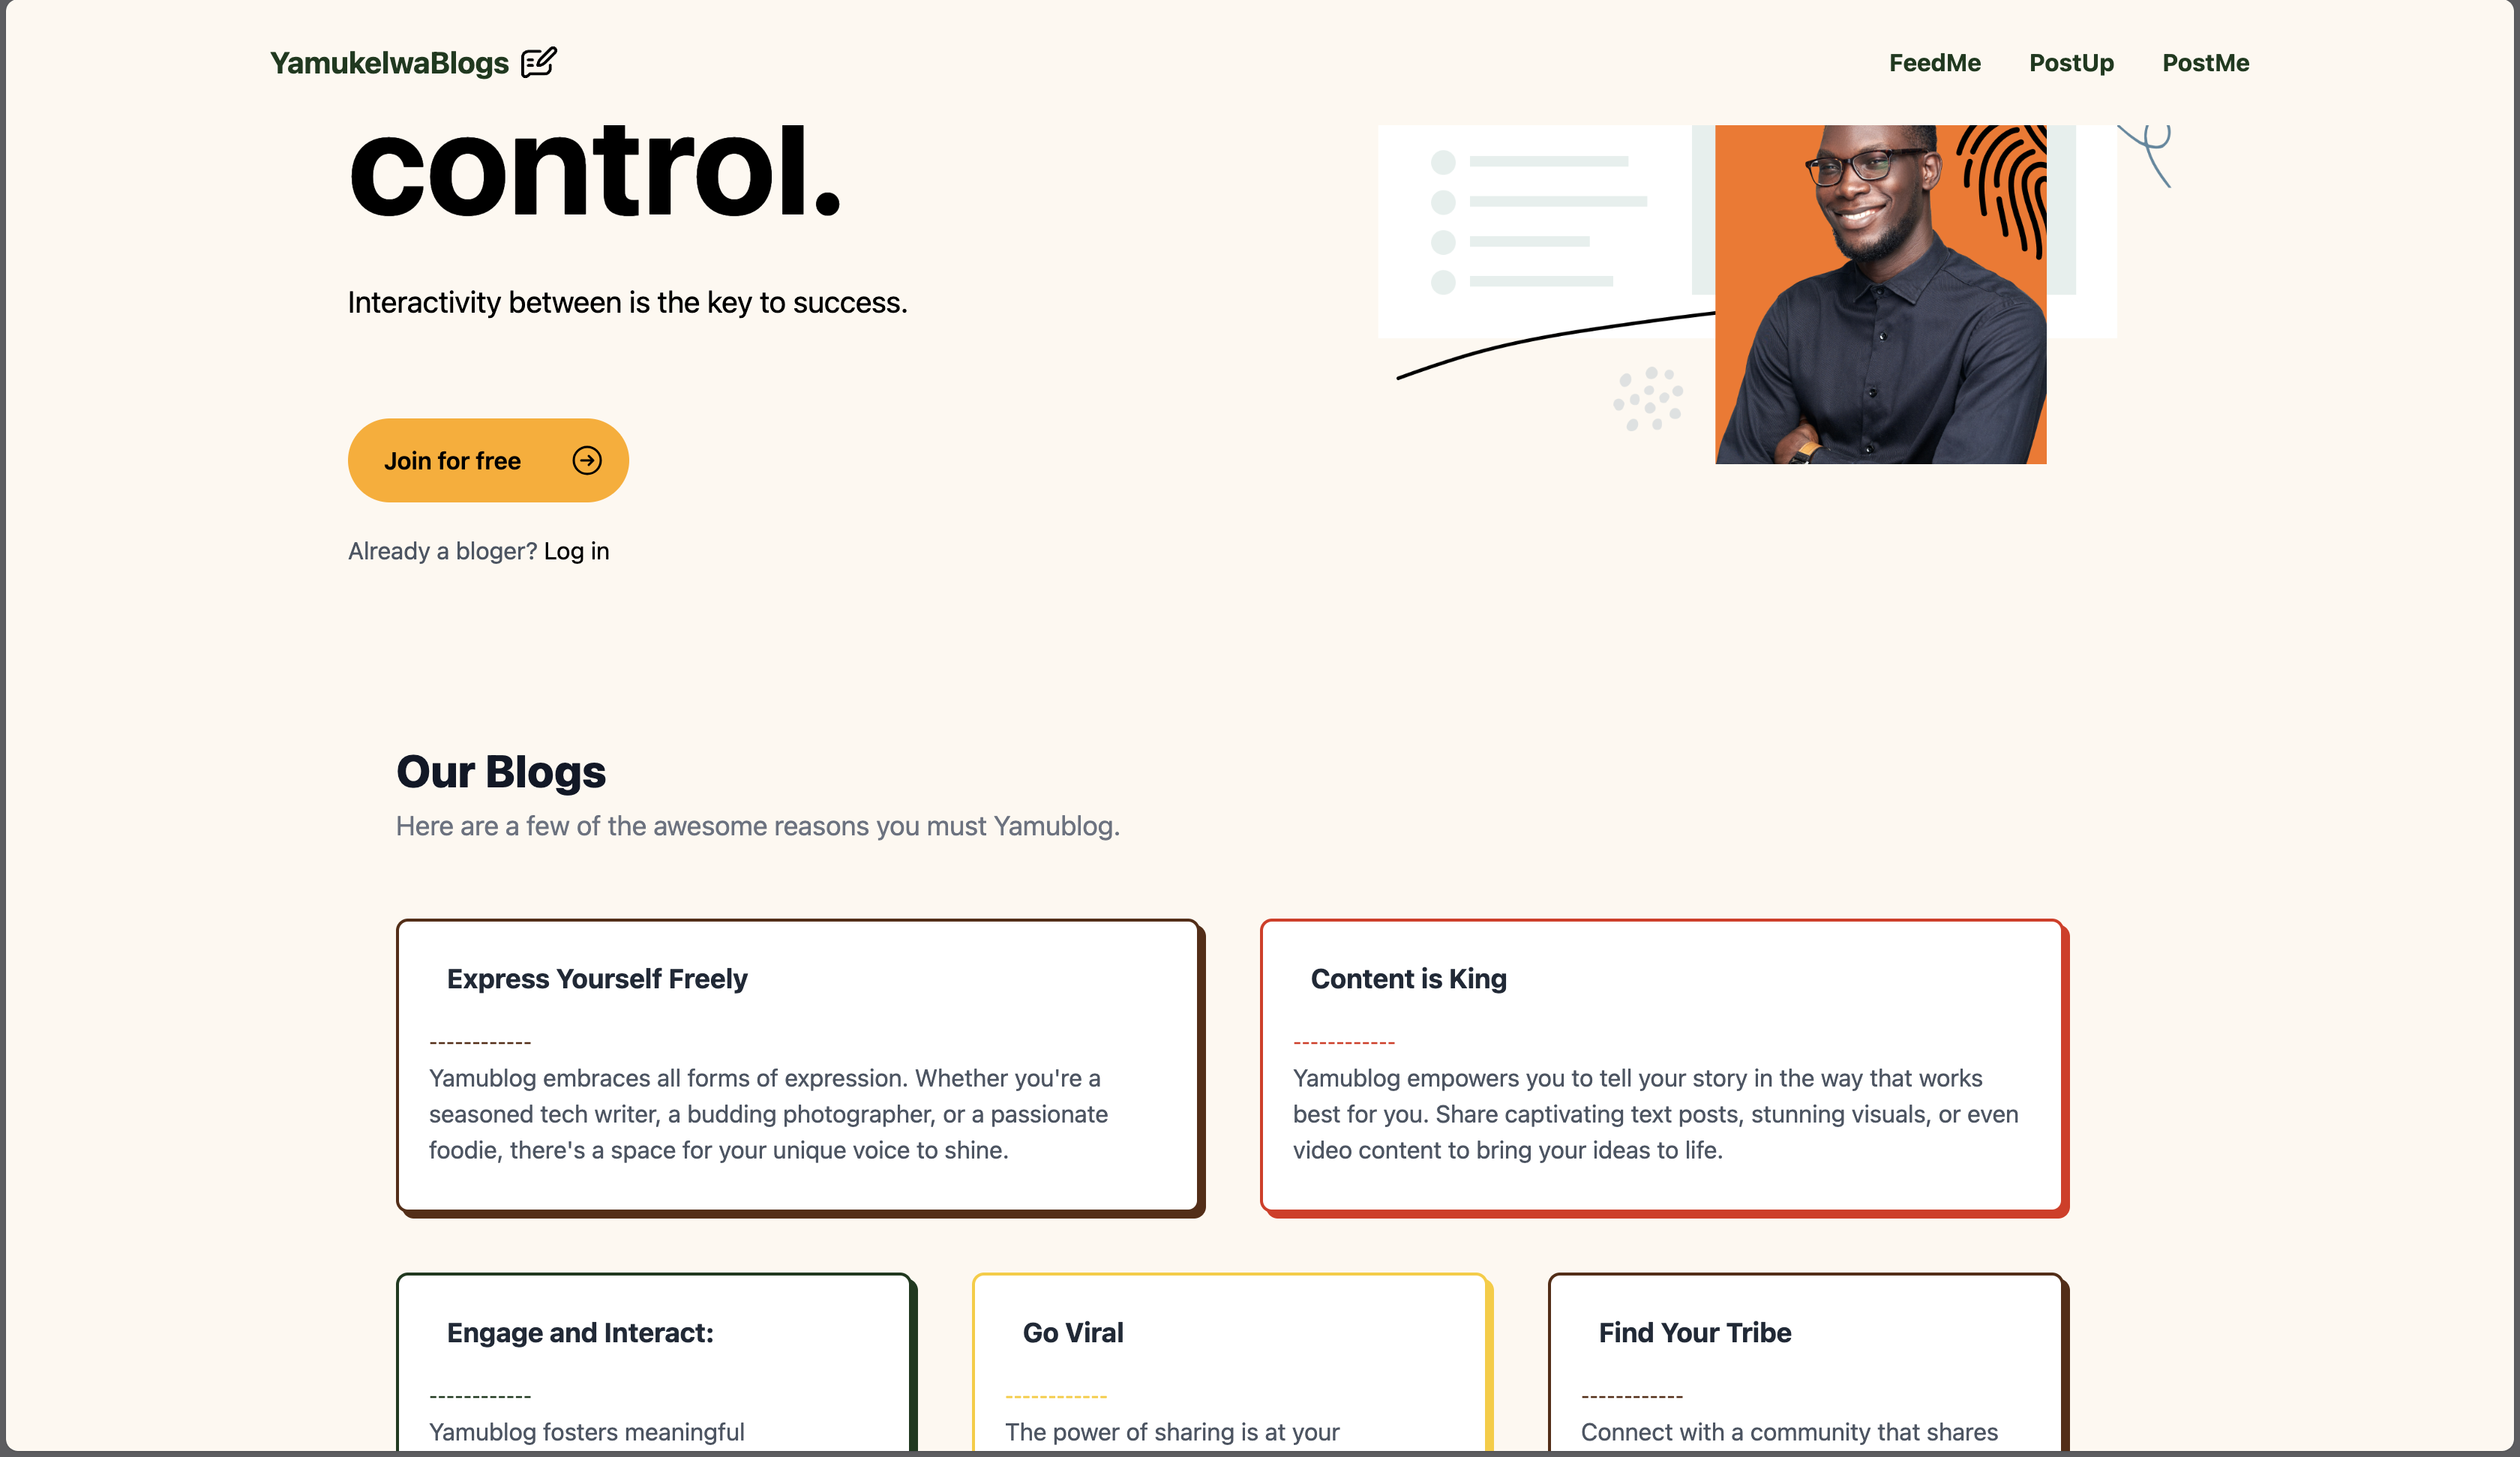 YamukelwaBlogs
FeedMe
PostUp
PostMe
control.
Interactivity between is the key to success.
Join for free
Already a bloger? Log in
Our Blogs
Here are a few of the awesome reasons you must Yamublog.
Express Yourself Freely
------------
Yamublog embraces all forms of expression. Whether you're a
seasoned tech writer, a budding photographer, or a passionate
foodie, there's a space for your unique voice to shine.
Content is King
------------
Yamublog empowers you to tell your story in the way that works
best for you. Share captivating text posts, stunning visuals, or even
video content to bring your ideas to life.
Engage and Interact:
------------
Yamublog fosters meaningful
Go Viral
------------
The power of sharing is at your
Find Your Tribe
------------
Connect with a community that shares